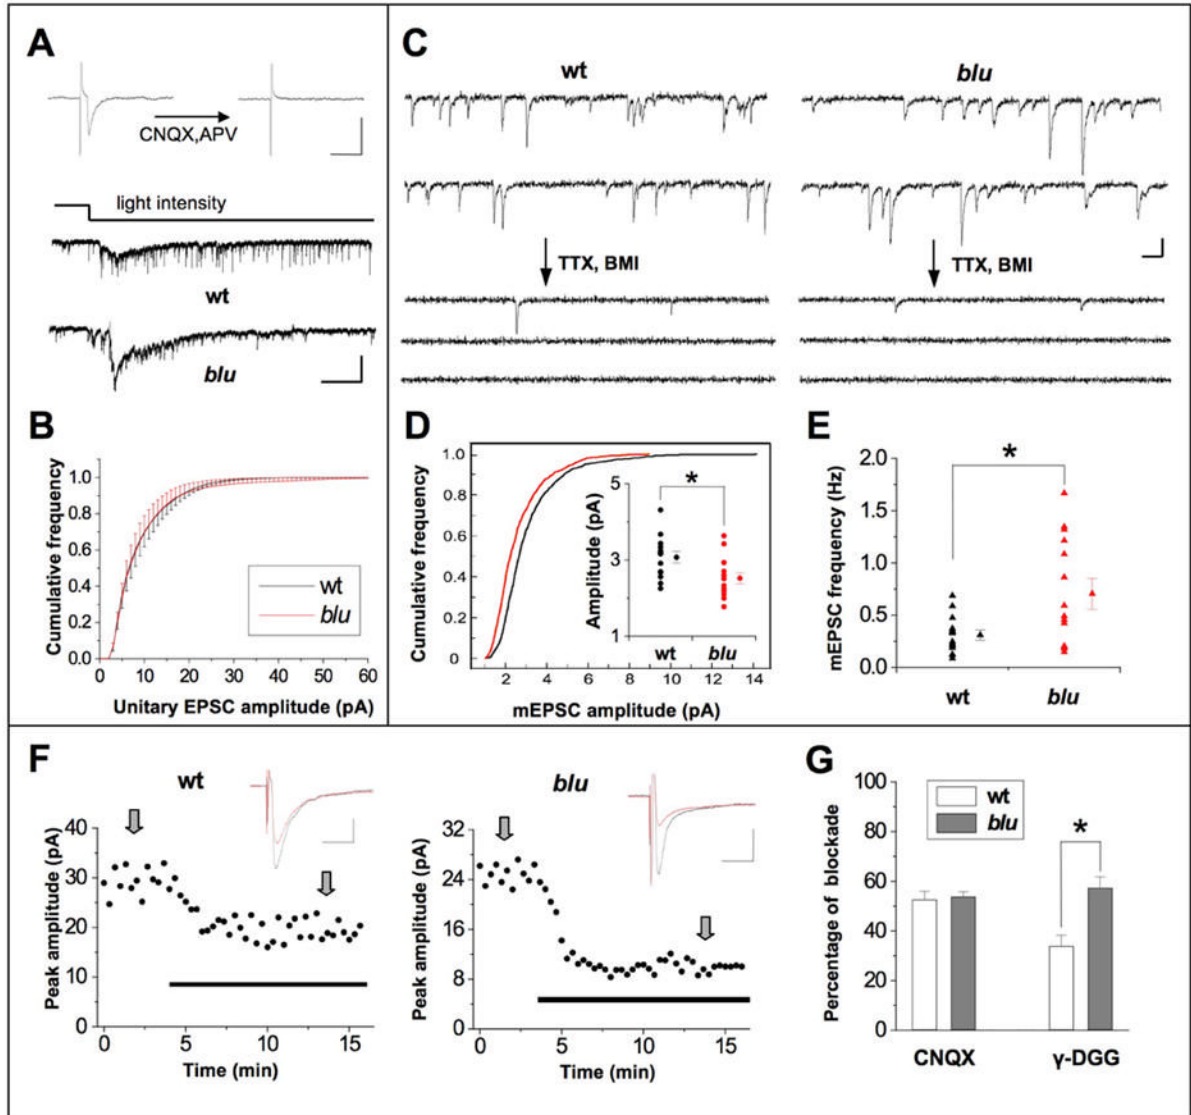 A
CNQX,APV
light intensity
wt
blu
B
Cumulative frequency
1.0
0.8
0.6
0.4
0.2
0.0
wt
blu
0 10 20 30 40 50 60
Unitary EPSC amplitude (pA)
C
wt
blu
TTX, BMI
TTX, BMI
D
Cumulative frequency
1.0
0.8
0.6
0.4
0.2
0
2 4 6 8 10 12 14
mEPSC amplitude (pA)
Amplitude (pA)
5
3
1
*
wt blu
E
mEPSC frequency (Hz)
2.0
1.5
1.0
0.5
0.0
*
wt blu
F
wt
Peak amplitude (pA)
40
30
20
10
0
0 5 10 15
Time (min)
blu
Peak amplitude (pA)
32
24
16
8
0
0 5 10 15
Time (min)
G
Percentage of blockade
100
80
60
40
20
0
wt
blu
*
CNQX γ-DGG